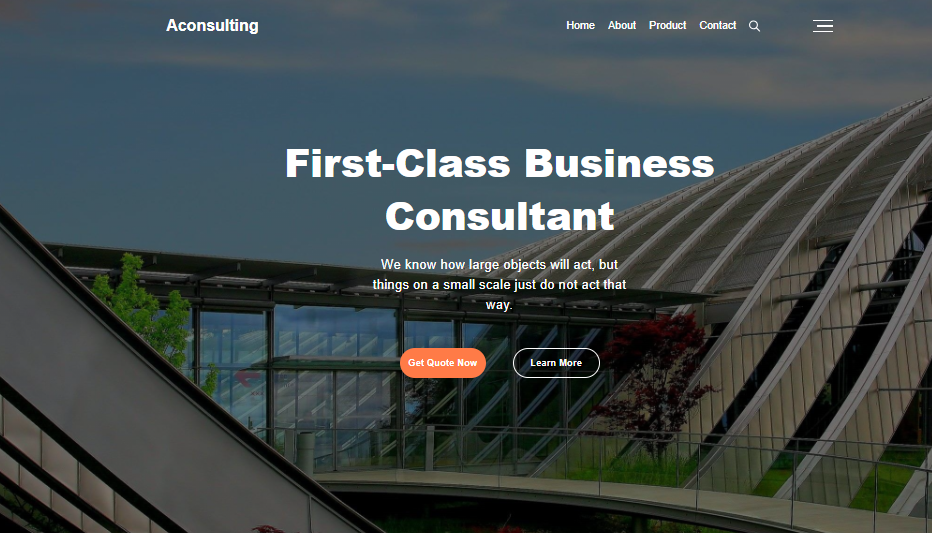 Aconsulting
Home About Product Contact
First-Class Business
Consultant
We know how large objects will act, but
things on a small scale just do not act that
way.
Get Quote Now Learn More